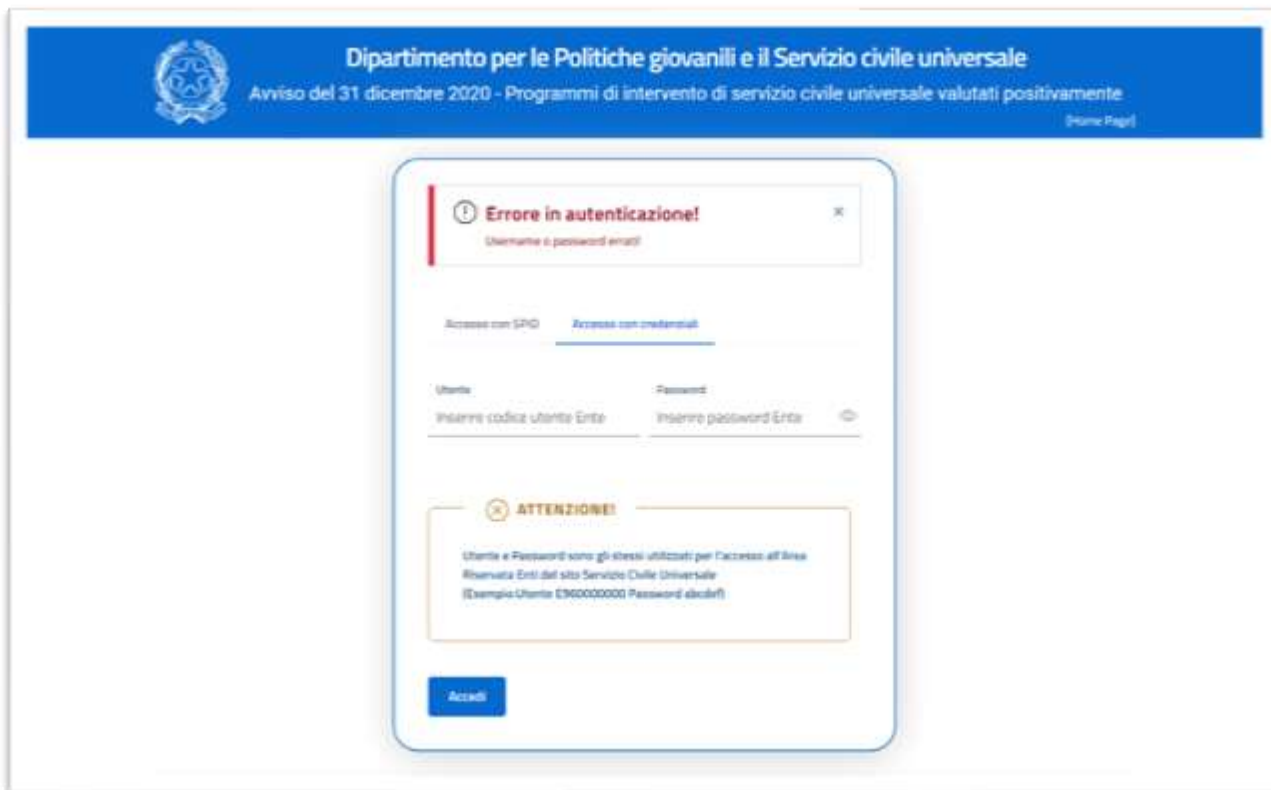 Dipartimento per le Politiche giovanili e il Servizio civile universale
Avviso del 31 dicembre 2020 - Programmi di intervento di servizio civile universale valutati positivamente
[Home Page]
Errore in autenticazione!
Username o password errati!
Accesso con SPID Accesso con credenziali
Utente Password
Inserire codice utente Ente Inserire password Ente
ATTENZIONE!
Utente e Password sono gli stessi utilizzati per l'accesso all'Area
Riservata Enti del sito Servizio Civile Universale
(Esempio Utente E960000000 Password abcdef)
Accedi